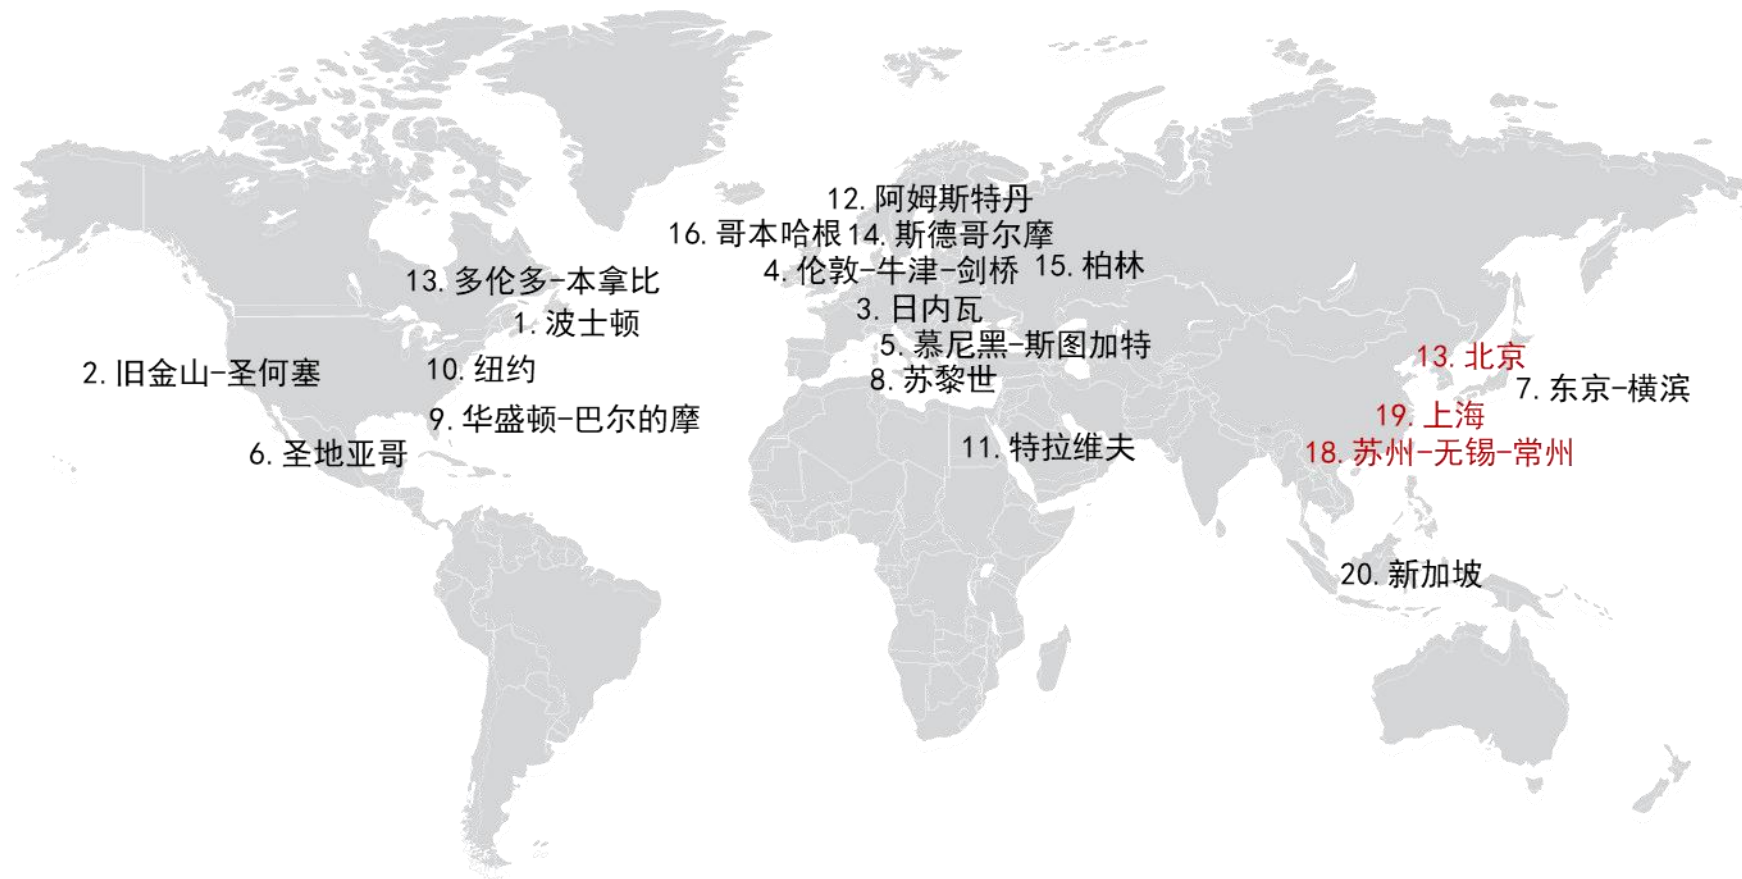 12. 阿姆斯特丹
16. 哥本哈根 14. 斯德哥尔摩
4. 伦敦-牛津-剑桥 15. 柏林
13. 多伦多-本拿比
3. 日内瓦
1. 波士顿
5. 慕尼黑-斯图加特
13. 北京
2. 旧金山-圣何塞
10. 纽约
8. 苏黎世
7. 东京-横滨
9. 华盛顿-巴尔的摩
19. 上海
6. 圣地亚哥
11. 特拉维夫
18. 苏州-无锡-常州
20. 新加坡